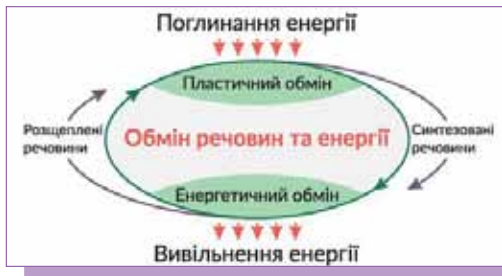 Поглинання енергії
Пластичний обмін
Розщеплені
речовини
Обмін речовин та енергії
Синтезовані
речовини
Енергетичний обмін
Вивільнення енергії